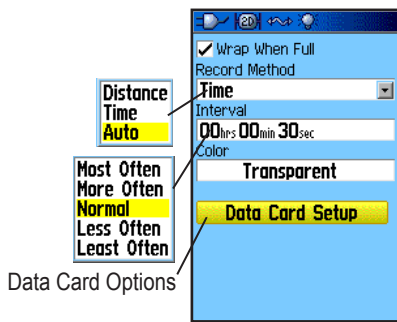 2D
Wrap When Full
Record Method
Time
Interval
00hrs 00min 30sec
Color
Transparent
Data Card Setup
Distance
Time
Auto
Most Often
More Often
Normal
Less Often
Least Often
Data Card Options